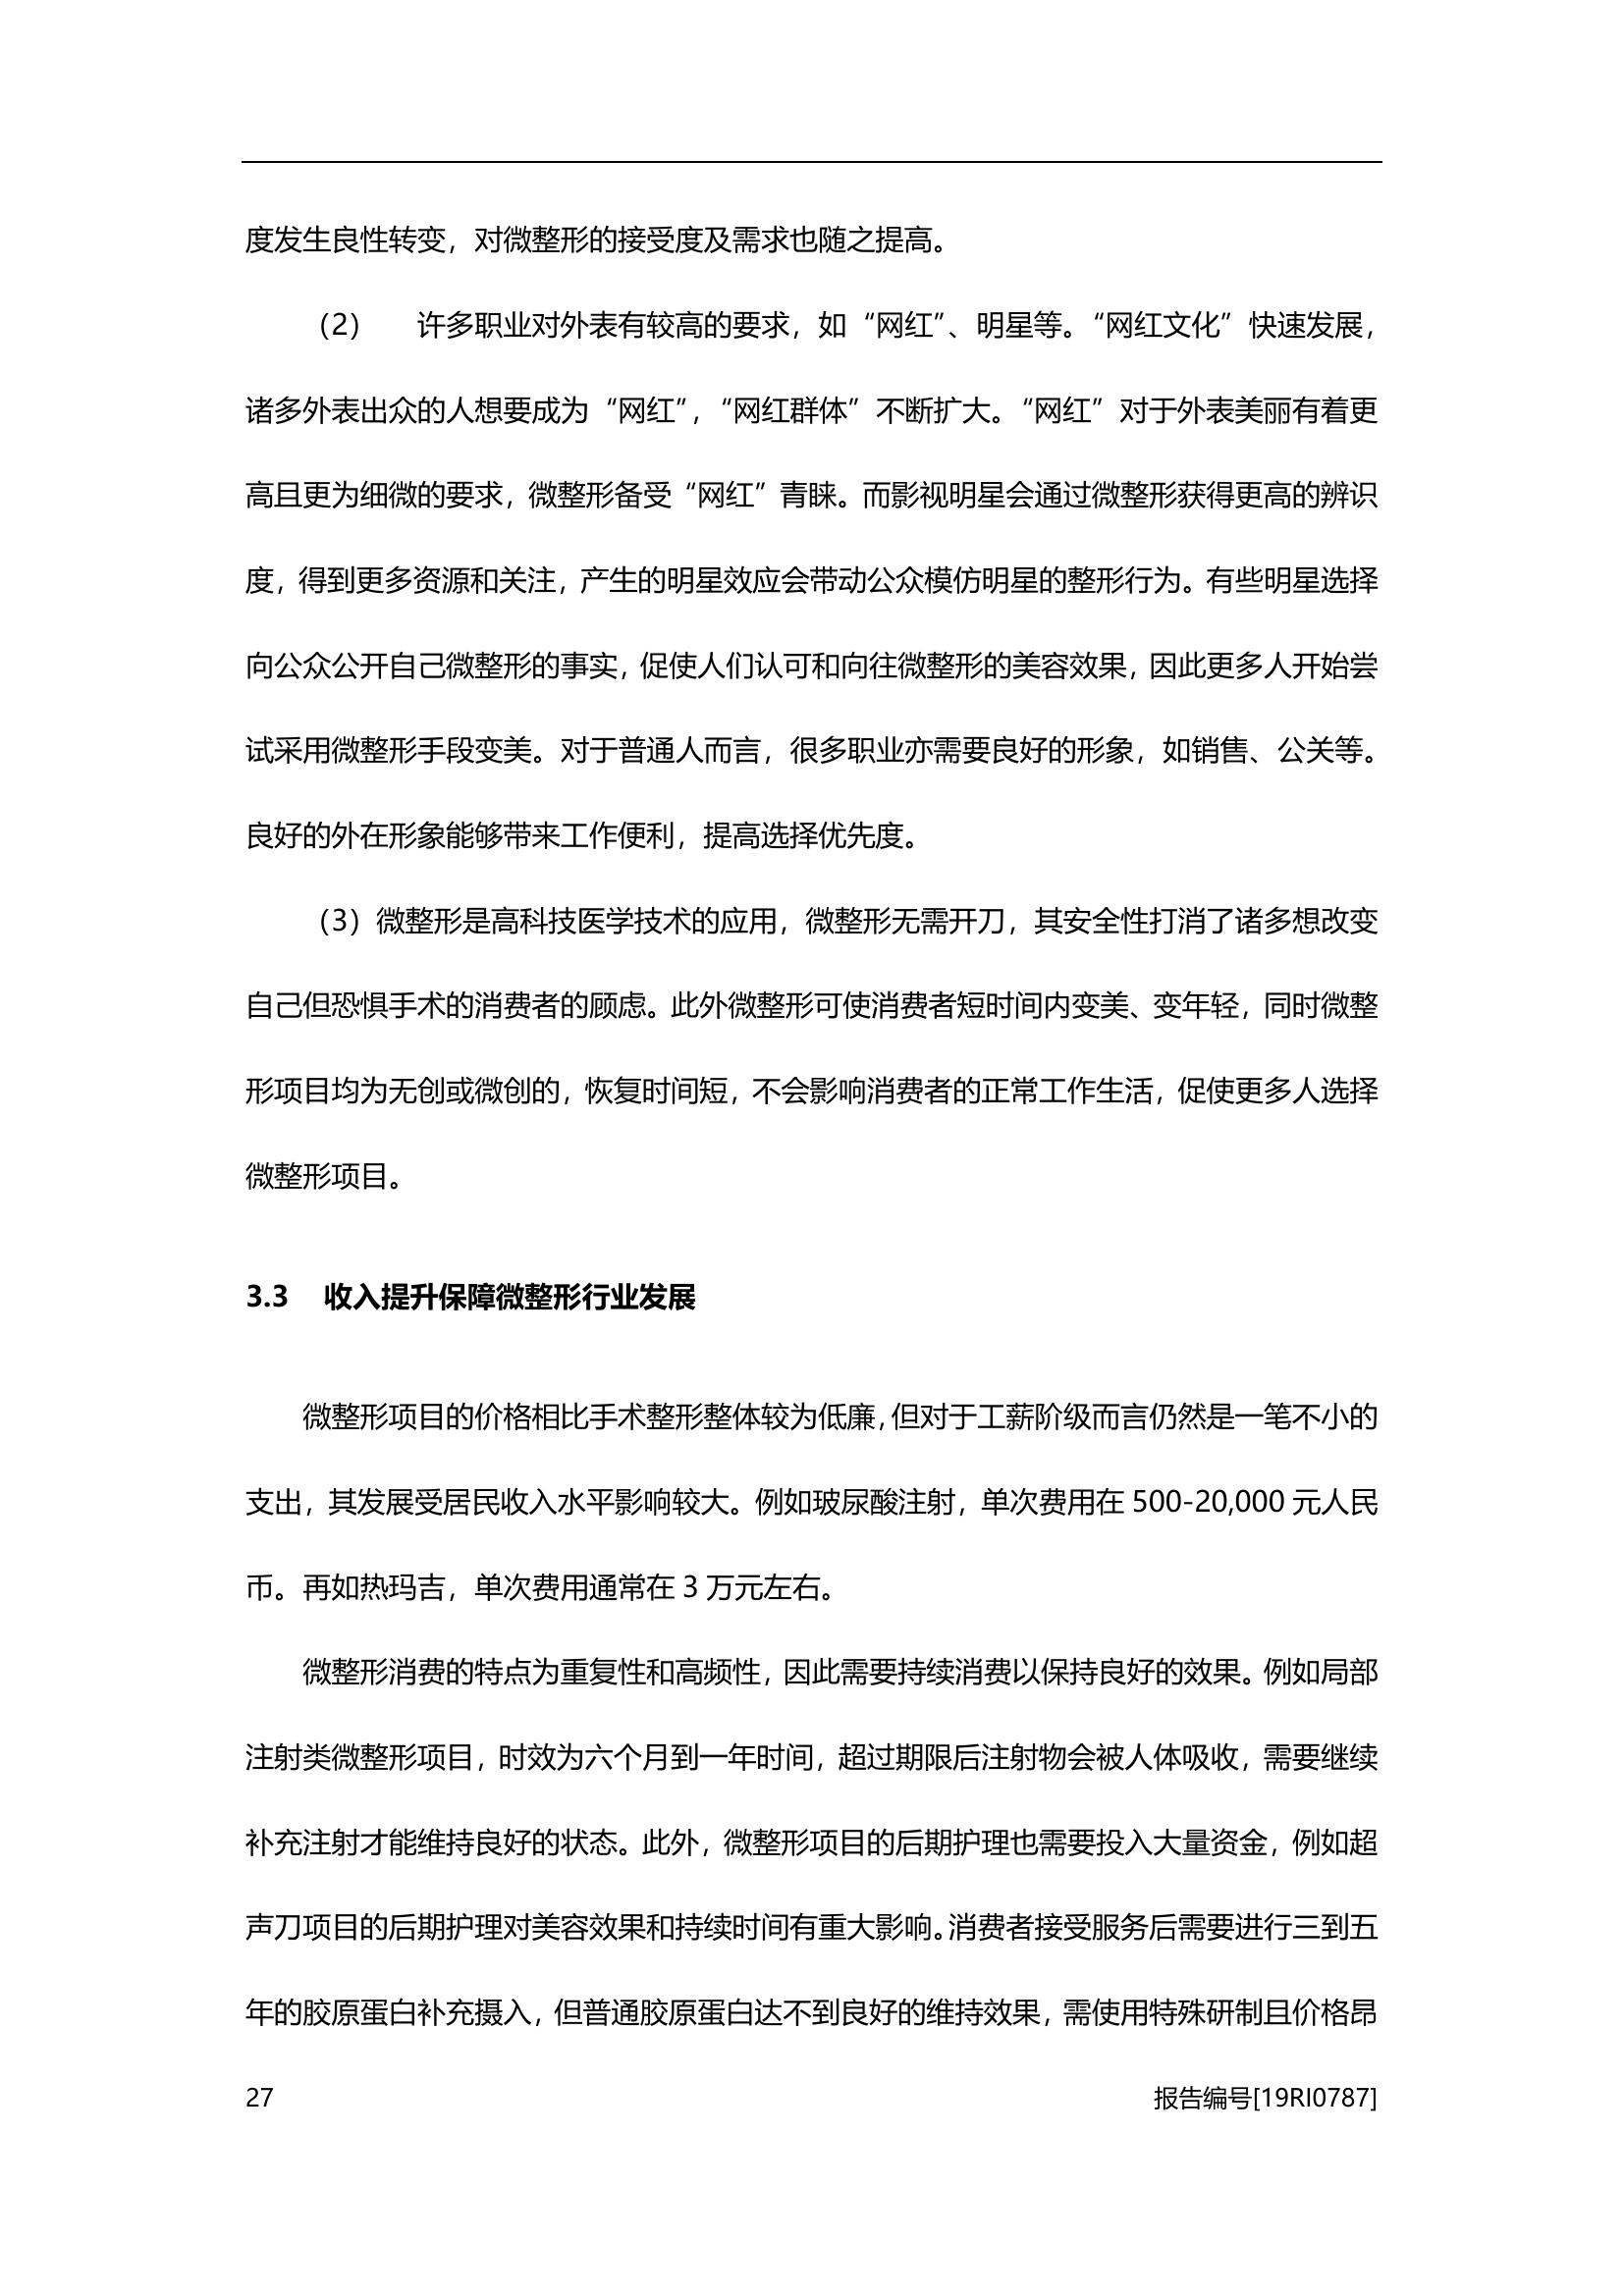 度发生良性转变，对微整形的接受度及需求也随之提高。
（2） 许多职业对外表有较高的要求，如“网红”、明星等。“网红文化”快速发展，
诸多外表出众的人想要成为“网红”，“网红群体”不断扩大。“网红”对于外表美丽有着更
高且更为细微的要求，微整形备受“网红”青睐。而影视明星会通过微整形获得更高的辨识
度，得到更多资源和关注，产生的明星效应会带动公众模仿明星的整形行为。有些明星选择
向公众公开自己微整形的事实，促使人们认可和向往微整形的美容效果，因此更多人开始尝
试采用微整形手段变美。对于普通人而言，很多职业亦需要良好的形象，如销售、公关等。
良好的外在形象能够带来工作便利，提高选择优先度。
（3）微整形是高科技医学技术的应用，微整形无需开刀，其安全性打消了诸多想改变
自己但恐惧手术的消费者的顾虑。此外微整形可使消费者短时间内变美、变年轻，同时微整
形项目均为无创或微创的，恢复时间短，不会影响消费者的正常工作生活，促使更多人选择
微整形项目。
3.3 收入提升保障微整形行业发展
微整形项目的价格相比手术整形整体较为低廉，但对于工薪阶级而言仍然是一笔不小的
支出，其发展受居民收入水平影响较大。例如玻尿酸注射，单次费用在 500-20,000 元人民
币。再如热玛吉，单次费用通常在 3 万元左右。
微整形消费的特点为重复性和高频性，因此需要持续消费以保持良好的效果。例如局部
注射类微整形项目，时效为六个月到一年时间，超过期限后注射物会被人体吸收，需要继续
补充注射才能维持良好的状态。此外，微整形项目的后期护理也需要投入大量资金，例如超
声刀项目的后期护理对美容效果和持续时间有重大影响。消费者接受服务后需要进行三到五
年的胶原蛋白补充摄入，但普通胶原蛋白达不到良好的维持效果，需使用特殊研制且价格昂
27 报告编号[19RI0787]